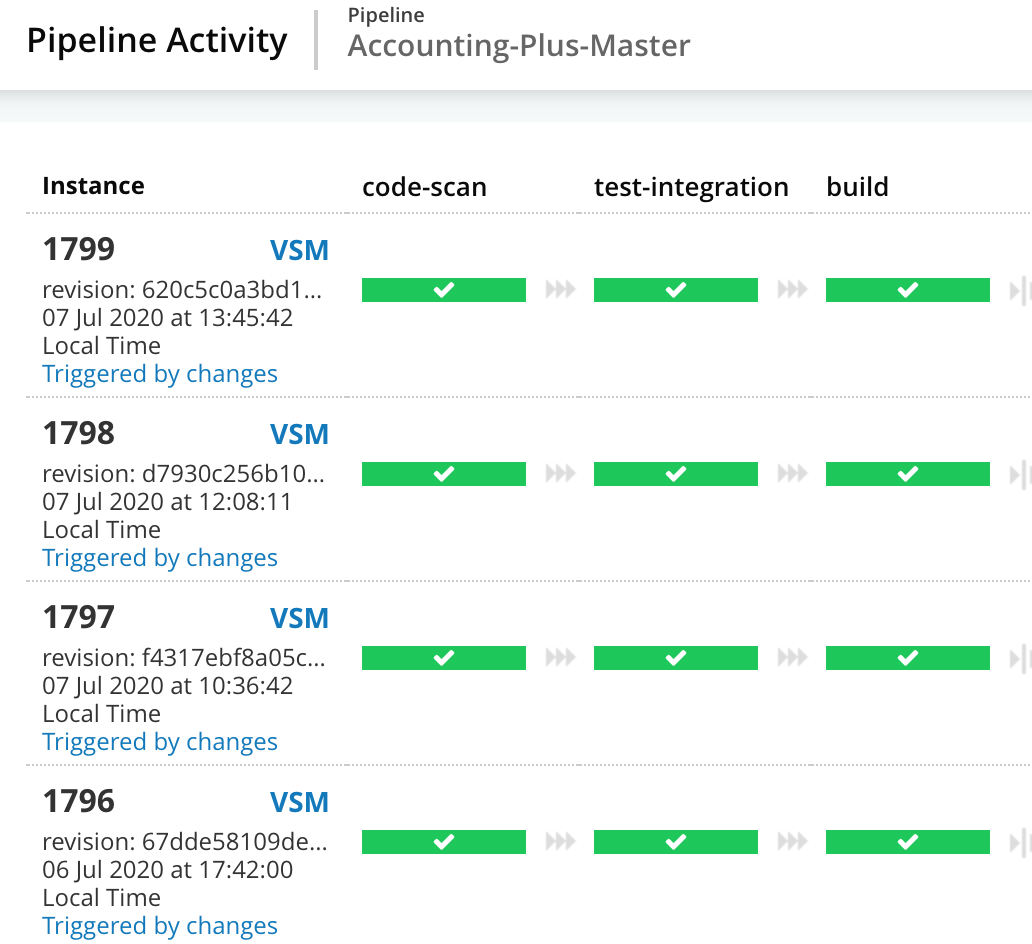 Pipeline Activity
Pipeline
Accounting-Plus-Master
Instance code-scan test-integration build
1799 VSM
revision: 620c5c0a3bd1...
07 Jul 2020 at 13:45:42
Local Time
Triggered by changes
1798 VSM
revision: d7930c256b10...
07 Jul 2020 at 12:08:11
Local Time
Triggered by changes
1797 VSM
revision: f4317ebf8a05c...
07 Jul 2020 at 10:36:42
Local Time
Triggered by changes
1796 VSM
revision: 67dde58109de...
06 Jul 2020 at 17:42:00
Local Time
Triggered by changes